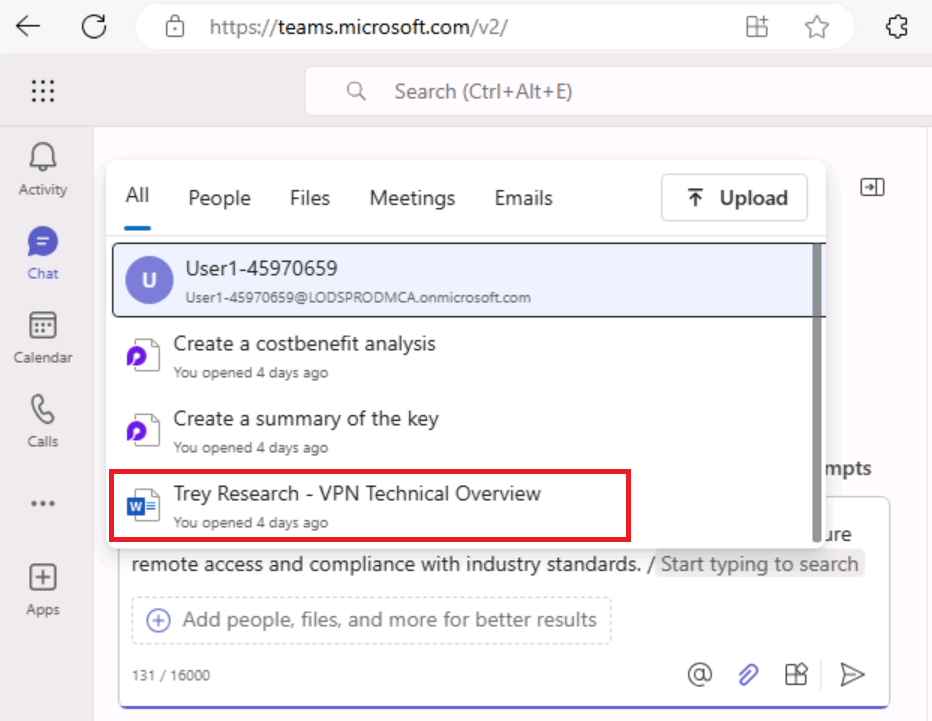 https://teams.microsoft.com/v2/
Search (Ctrl+Alt+E)
Activity
Chat
Calendar
Calls
Apps
All People Files Meetings Emails Upload
U
User1-45970659
User1-45970659@LODSPRODMCA.onmicrosoft.com
Create a costbenefit analysis
You opened 4 days ago
Create a summary of the key
You opened 4 days ago
W
Trey Research - VPN Technical Overview
You opened 4 days ago
remote access and compliance with industry standards. / Start typing to search
Add people, files, and more for better results
131 / 16000